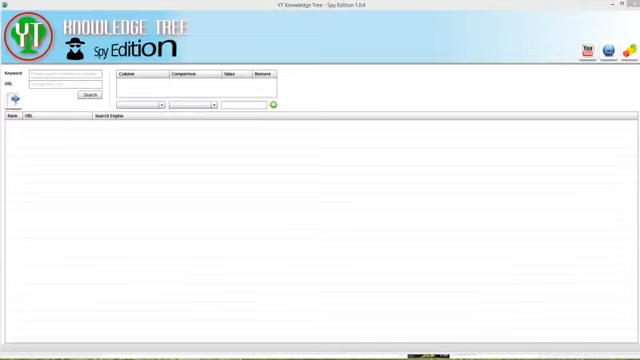 YT Knowledge Tree - Spy Edition 1.0.4
YT KNOWLEDGE TREE
Spy Edition
You
Keyword
URL
Search
Column Comparison Value Remove
Rank URL Search Engine